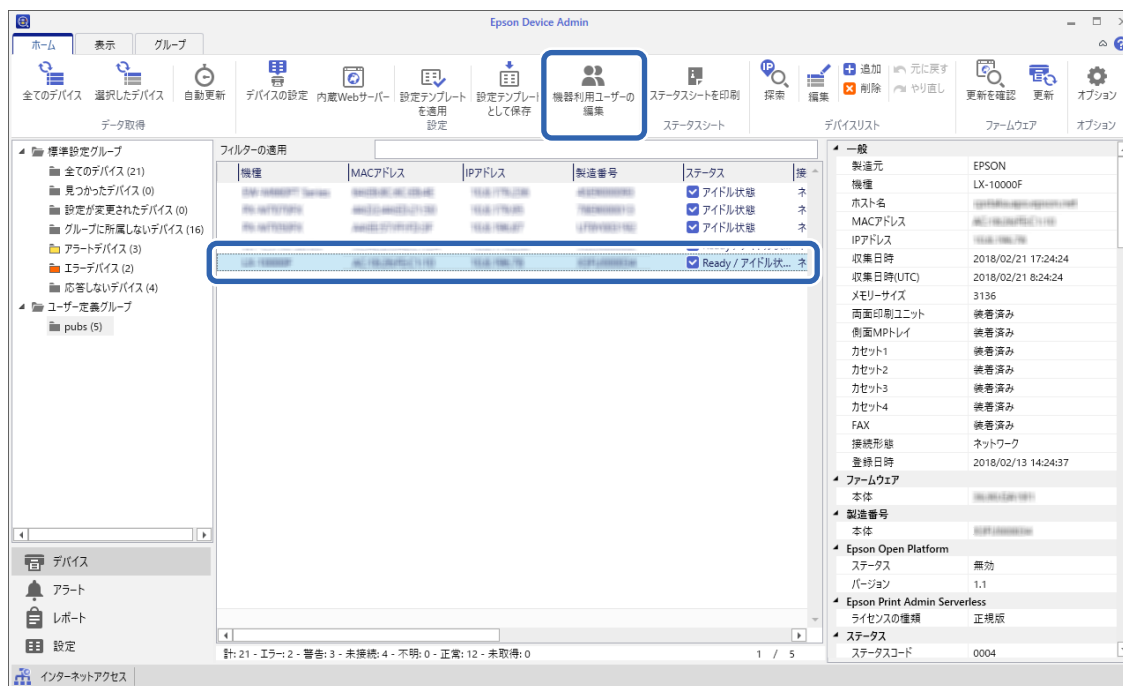 Epson Device Admin
ホーム 表示 グループ
全てのデバイス 選択したデバイス 自動更新 デバイスの設定 内蔵Webサーバー 設定テンプレートを適用 設定テンプレートとして保存 機器利用ユーザーの編集 ステータスシートを印刷 探索 編集 追加 元に戻す 削除 やり直し 更新を確認 更新 オプション
データ取得 設定 ステータスシート デバイスリスト ファームウェア オプション
標準設定グループ
全てのデバイス (21)
見つかったデバイス (0)
設定が変更されたデバイス (0)
グループに所属しないデバイス (16)
アラートデバイス (3)
エラーデバイス (2)
応答しないデバイス (4)
ユーザー定義グループ
pubs (5)
デバイス
アラート
レポート
設定
フィルターの適用
機種 MACアドレス IPアドレス 製造番号 ステータス 接
アイドル状態 ネ
アイドル状態 ネ
アイドル状態 ネ
Ready / アイドル状... ネ
計: 21 - エラー: 2 - 警告: 3 - 未接続: 4 - 不明: 0 - 正常: 12 - 未取得: 0 1 / 5
一般
製造元 EPSON
機種 LX-10000F
ホスト名
MACアドレス
IPアドレス
収集日時 2018/02/21 17:24:24
収集日時(UTC) 2018/02/21 8:24:24
メモリーサイズ 3136
両面印刷ユニット 装着済み
側面MPトレイ 装着済み
カセット1 装着済み
カセット2 装着済み
カセット3 装着済み
カセット4 装着済み
FAX 装着済み
接続形態 ネットワーク
登録日時 2018/02/13 14:24:37
ファームウェア
本体
製造番号
本体
Epson Open Platform
ステータス 無効
バージョン 1.1
Epson Print Admin Serverless
ライセンスの種類 正規版
ステータス
ステータスコード 0004
インターネットアクセス